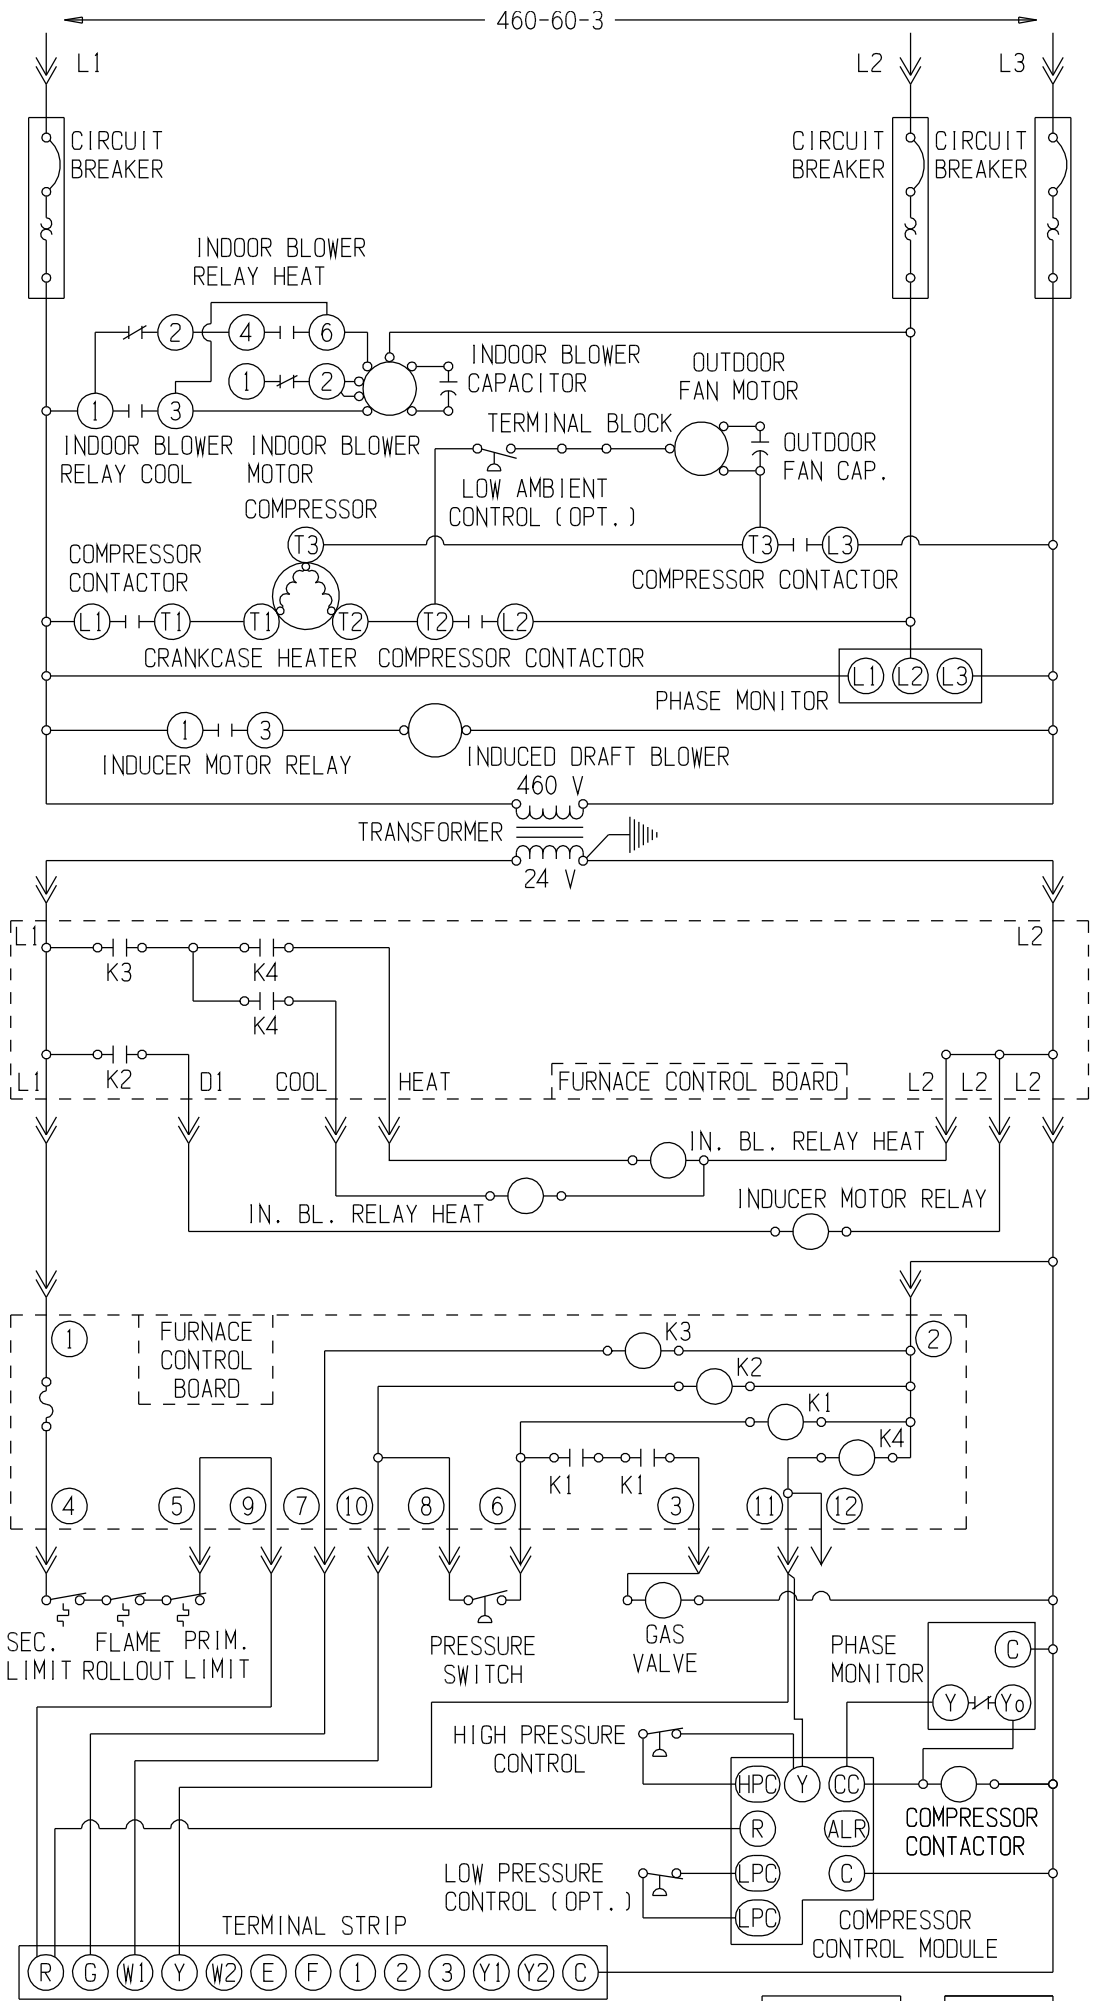 460-60-3
L1
L2
L3
CIRCUIT
BREAKER
CIRCUIT
BREAKER
CIRCUIT
BREAKER
INDOOR BLOWER
RELAY HEAT
2
4
6
INDOOR BLOWER
CAPACITOR
OUTDOOR
FAN MOTOR
1
2
1
3
INDOOR BLOWER
RELAY COOL
INDOOR BLOWER
MOTOR
TERMINAL BLOCK
OUTDOOR
FAN CAP.
LOW AMBIENT
CONTROL (OPT.)
COMPRESSOR
T3
T3
L3
COMPRESSOR
CONTACTOR
COMPRESSOR CONTACTOR
L1
T1
T1
T2
T2
L2
CRANKCASE HEATER
COMPRESSOR CONTACTOR
L1
L2
L3
PHASE MONITOR
1
3
INDUCER MOTOR RELAY
INDUCED DRAFT BLOWER
460 V
TRANSFORMER
24 V
L1
L2
K3
K4
K4
K2
L1
D1
COOL
HEAT
FURNACE CONTROL BOARD
L2
L2
L2
IN. BL. RELAY HEAT
IN. BL. RELAY HEAT
INDUCER MOTOR RELAY
1
FURNACE
CONTROL
BOARD
K3
2
K2
K1
K4
K1
K1
4
5
9
7
10
8
6
3
11
12
SEC.
LIMIT
FLAME
ROLLOUT
PRIM.
LIMIT
PRESSURE
SWITCH
GAS
VALVE
PHASE
MONITOR
C
Y
Yo
HIGH PRESSURE
CONTROL
HPC
Y
CC
R
ALR
COMPRESSOR
CONTACTOR
LOW PRESSURE
CONTROL (OPT.)
LPC
C
LPC
COMPRESSOR
CONTROL MODULE
TERMINAL STRIP
R
G
W1
Y
W2
E
F
1
2
3
Y1
Y2
C